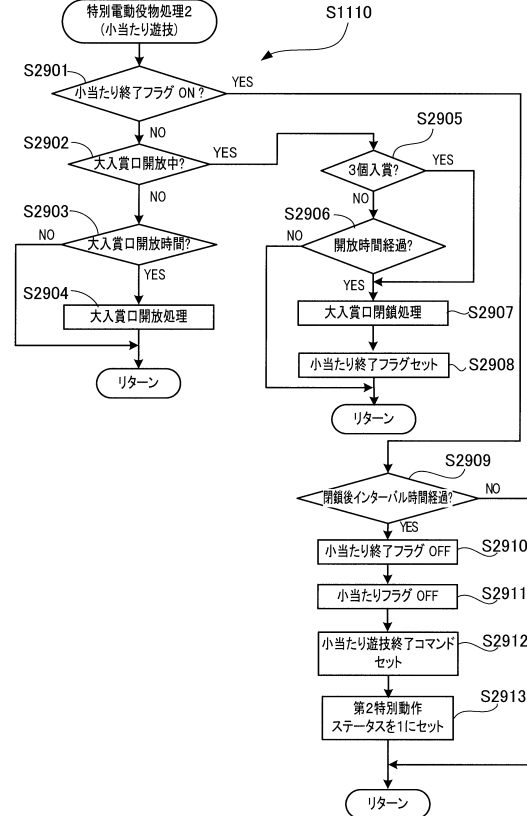 特別電動役物処理2
(小当たり遊技)
S1110
S2901
小当たり終了フラグ ON?
YES
NO
S2902
大入賞口開放中?
YES
NO
S2903
大入賞口開放時間?
NO
YES
S2904
大入賞口開放処理
リターン
S2905
3個入賞?
YES
NO
S2906
開放時間経過?
NO
YES
大入賞口閉鎖処理
S2907
小当たり終了フラグセット
S2908
リターン
S2909
閉鎖後インターバル時間経過?
NO
YES
小当たり終了フラグ OFF
S2910
小当たりフラグ OFF
S2911
小当たり遊技終了コマンド
セット
S2912
第2特別動作
ステータスを1にセット
S2913
リターン